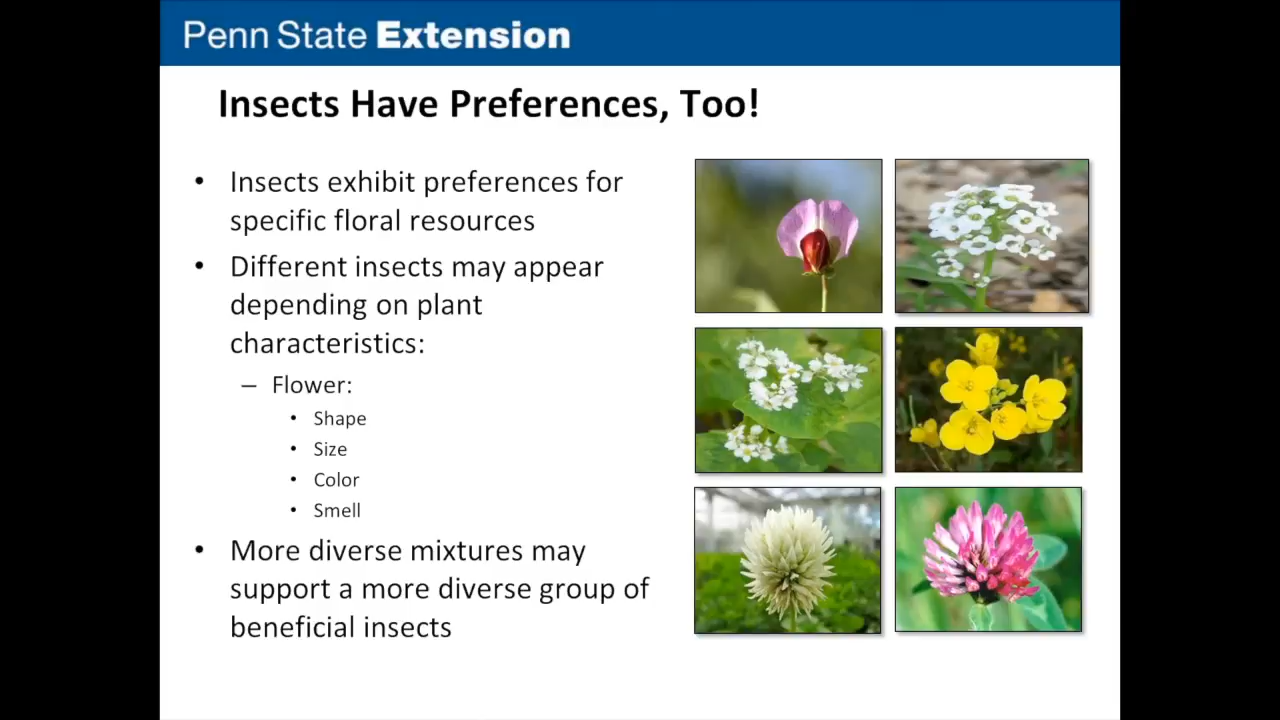 Penn State Extension
Insects Have Preferences, Too!
• Insects exhibit preferences for
specific floral resources
• Different insects may appear
depending on plant
characteristics:
– Flower:
• Shape
• Size
• Color
• Smell
• More diverse mixtures may
support a more diverse group of
beneficial insects